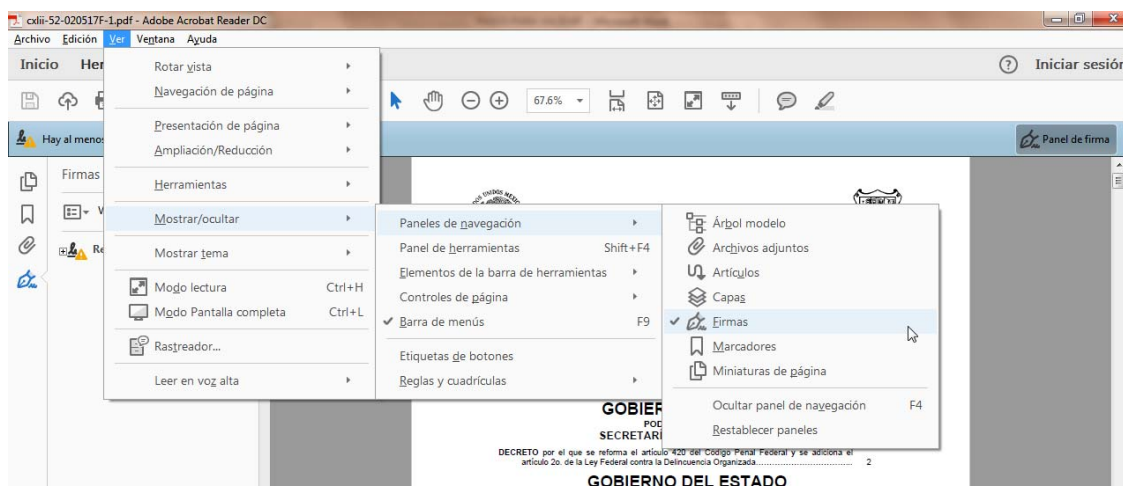 cxlii-52-020517F-1.pdf - Adobe Acrobat Reader DC
Archivo Edición Ver Ventana Ayuda
Inicio Her
Iniciar sesión
67.6%
Hay al menos
Panel de firma
Firmas
Rotar vista
Navegación de página
Presentación de página
Ampliación/Reducción
Herramientas
Mostrar/ocultar
Mostrar tema
Modo lectura Ctrl+H
Modo Pantalla completa Ctrl+L
Rastreador...
Leer en voz alta
Paneles de navegación
Panel de herramientas Shift+F4
Elementos de la barra de herramientas
Controles de página
Barra de menús F9
Etiquetas de botones
Reglas y cuadrículas
Árbol modelo
Archivos adjuntos
Artículos
Capas
Firmas
Marcadores
Miniaturas de página
Ocultar panel de navegación F4
Restablecer paneles
GOBIER
POD
SECRETARÍ
DECRETO por el que se reforma el artículo 420 del Código Penal Federal y se adiciona el
artículo 2o. de la Ley Federal contra la Delincuencia Organizada.................................... 2
GOBIERNO DEL ESTADO